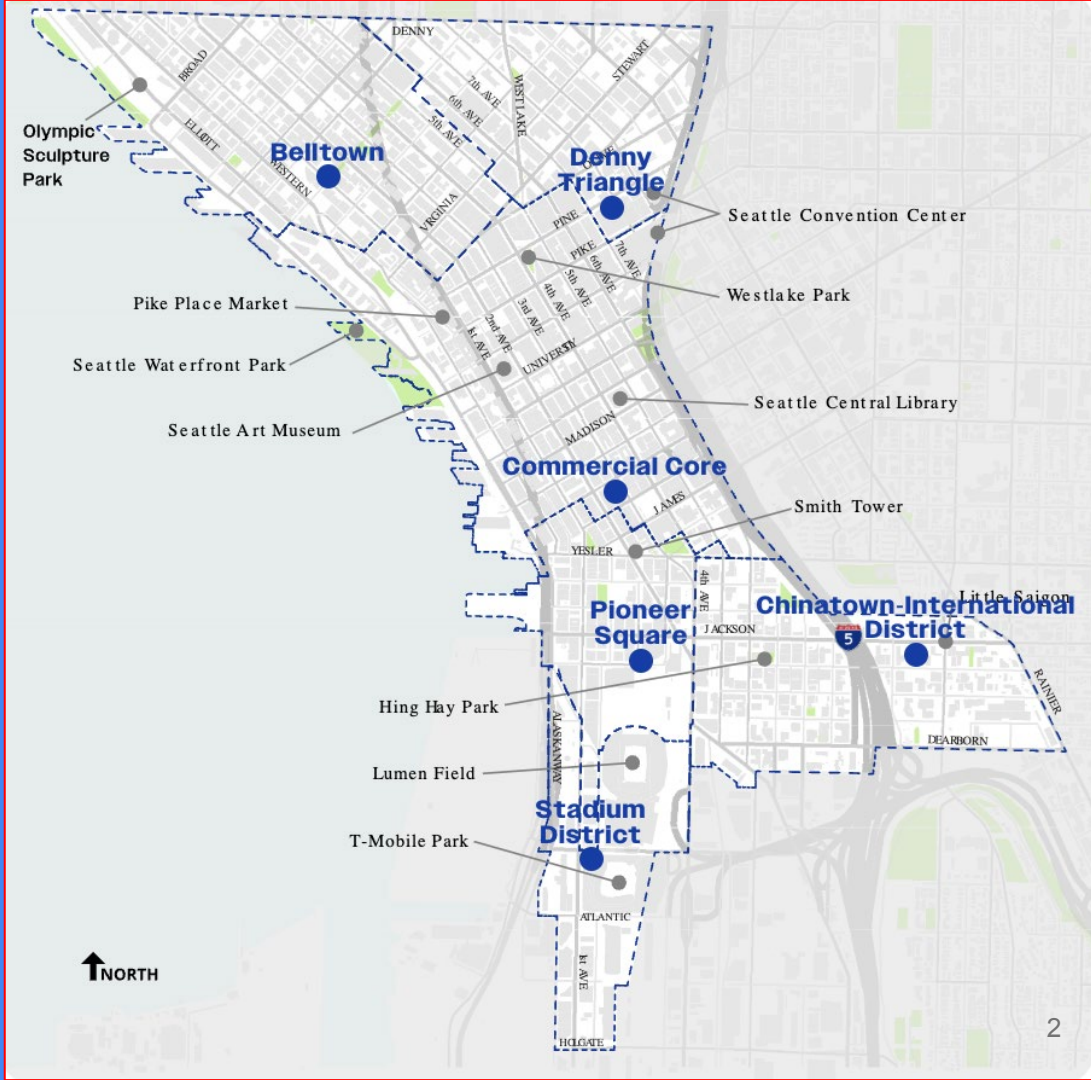 DENNY
BROAD
STEWART
7th AVE
WESTLAKE
6th AVE
5th AVE
Olympic
Sculpture
Park
ELLIOTT
Belltown
WESTERN
VIRGINIA
Denny
Triangle
PINE
Seattle Convention Center
PIKE
7th AVE
6th AVE
5th AVE
4th AVE
3rd AVE
2nd AVE
1st AVE
Westlake Park
Pike Place Market
UNIVERSITY
Seattle Waterfront Park
Seattle Central Library
Seattle Art Museum
MADISON
Commercial Core
JAMES
Smith Tower
YESLER
4th AVE
Little Saigon
Pioneer
Square
Chinatown-International
District
JACKSON
5
RAINIER
Hing Hay Park
ALASKAN WAY
DEARBORN
Lumen Field
Stadium
District
T-Mobile Park
ATLANTIC
1st AVE
NORTH
HOLGATE
2